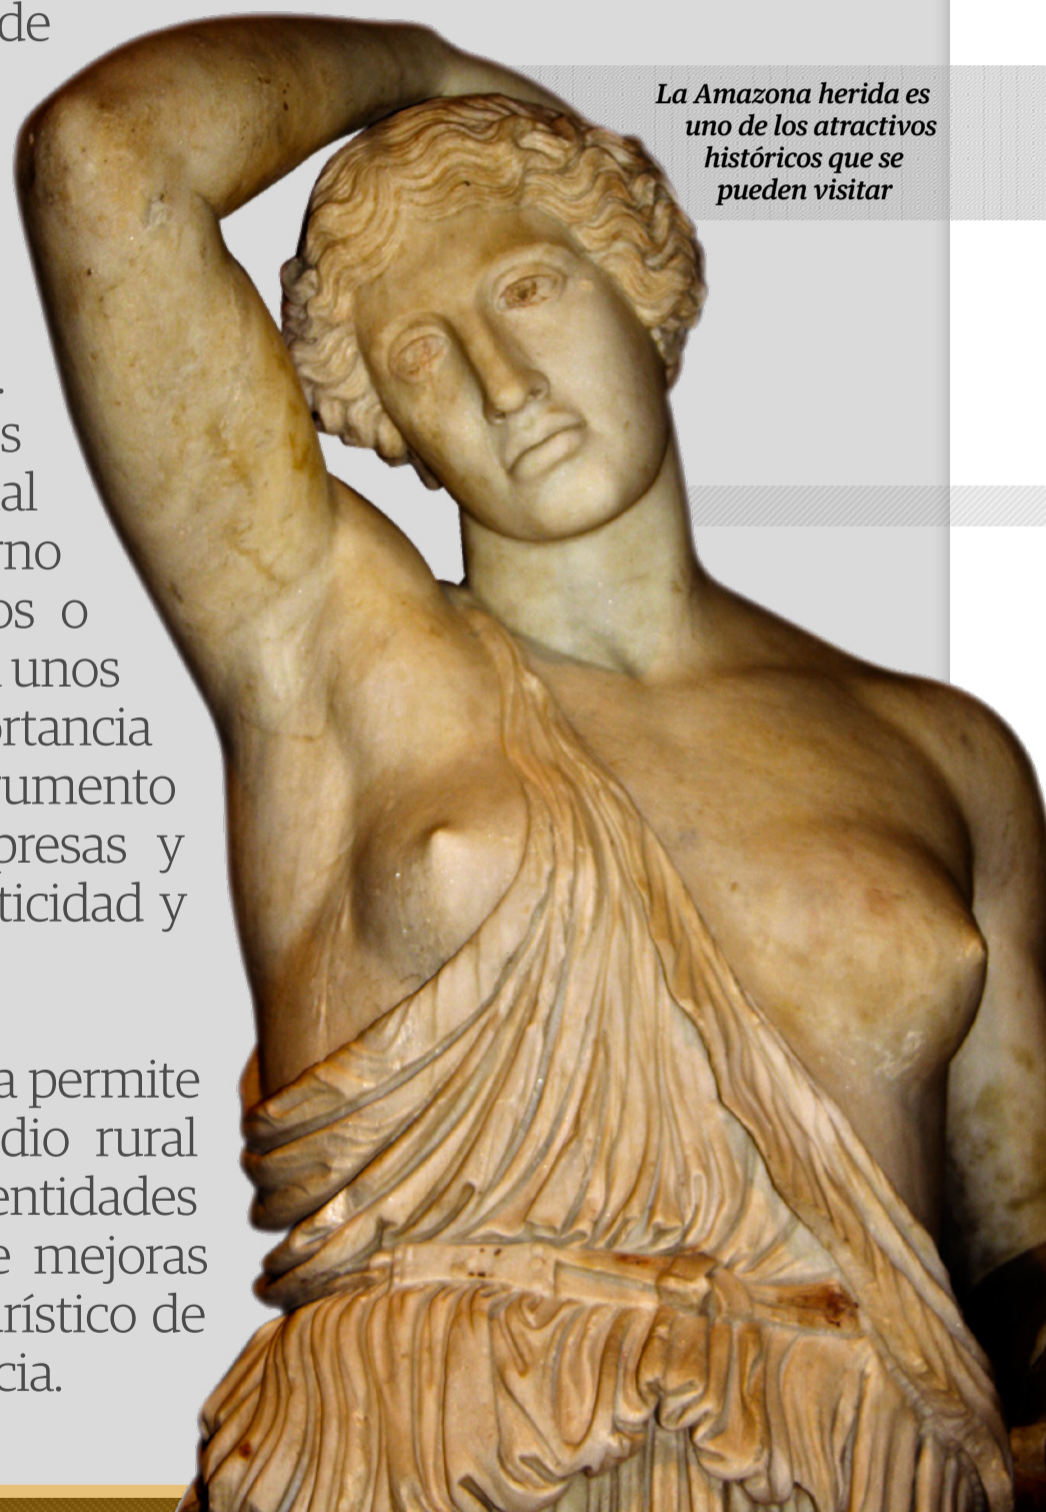 de
La Amazona herida es
uno de los atractivos
históricos que se
pueden visitar
.
s
al
rno
os o
unos
rtancia
rumento
presas y
ticidad y
a permite
dio rural
entidades
e mejoras
rístico de
cia.